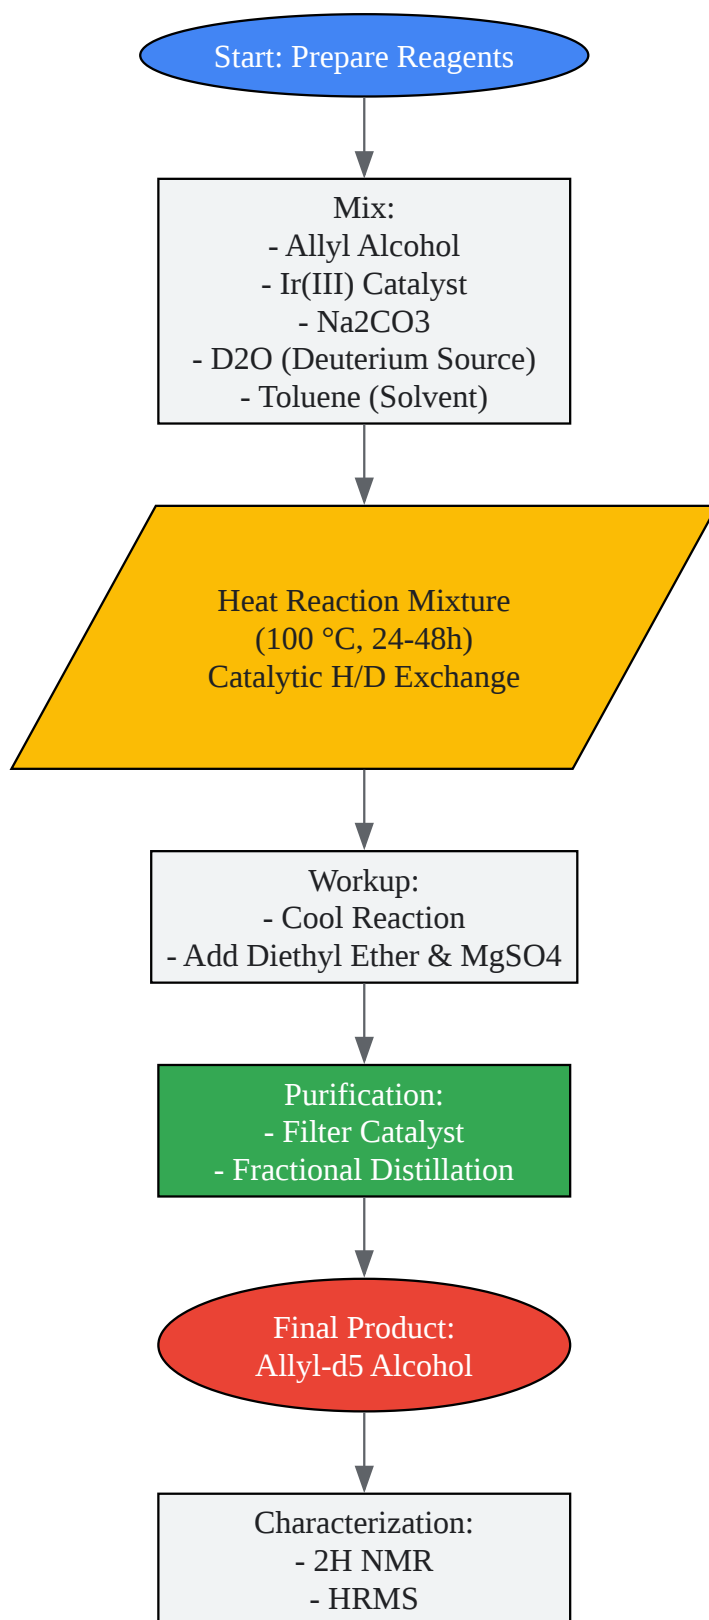 Start: Prepare Reagents
Mix:
- Allyl Alcohol
- Ir(III) Catalyst
- Na2CO3
- D2O (Deuterium Source)
- Toluene (Solvent)
Heat Reaction Mixture
(100 °C, 24-48h)
Catalytic H/D Exchange
Workup:
- Cool Reaction
- Add Diethyl Ether & MgSO4
Purification:
- Filter Catalyst
- Fractional Distillation
Final Product:
Allyl-d5 Alcohol
Characterization:
- 2H NMR
- HRMS